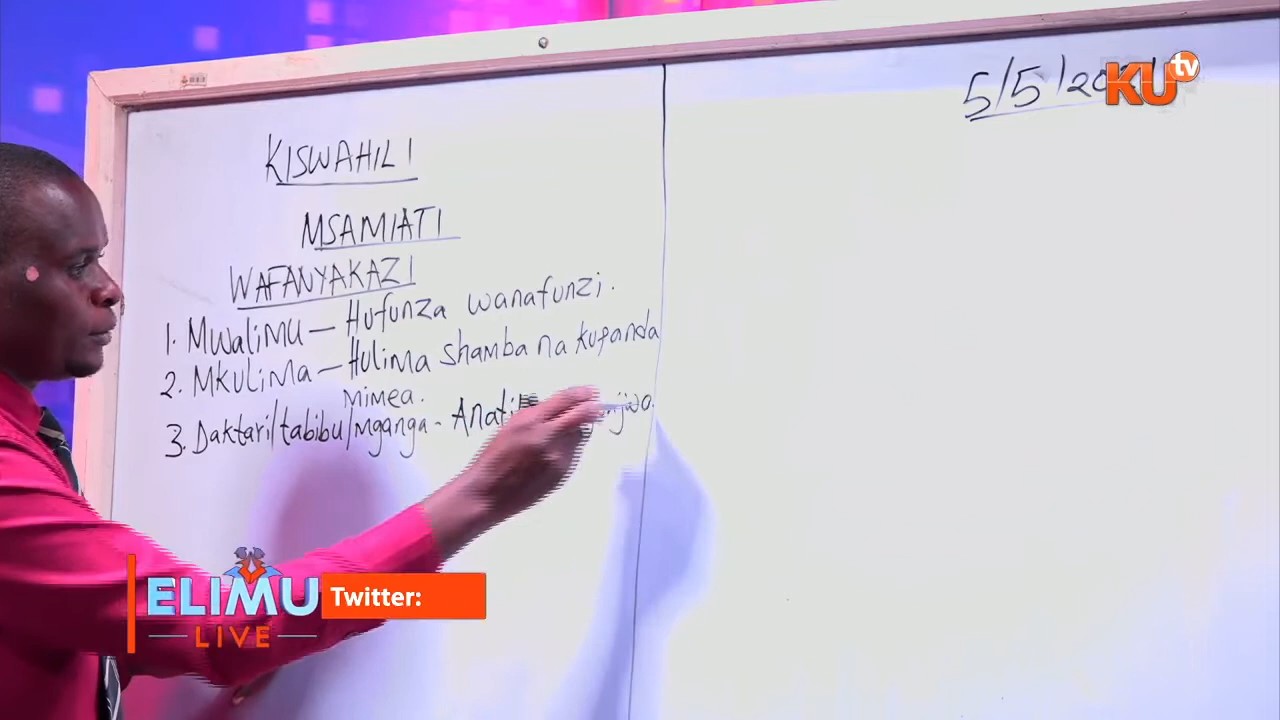 5/5/20
KU tv
KISWAHILI
MSAMIATI
WAFANYAKAZI
1. Mwalimu – Hufunza wanafunzi.
2. Mkulima – Hulima shamba na kupanda
mimea.
3. Daktari/tabibu/mganga -
ELIMU
LIVE
Twitter: